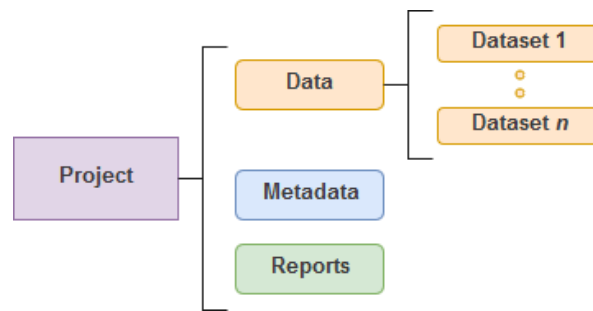 Project
Data
Metadata
Reports
Dataset 1
Dataset n